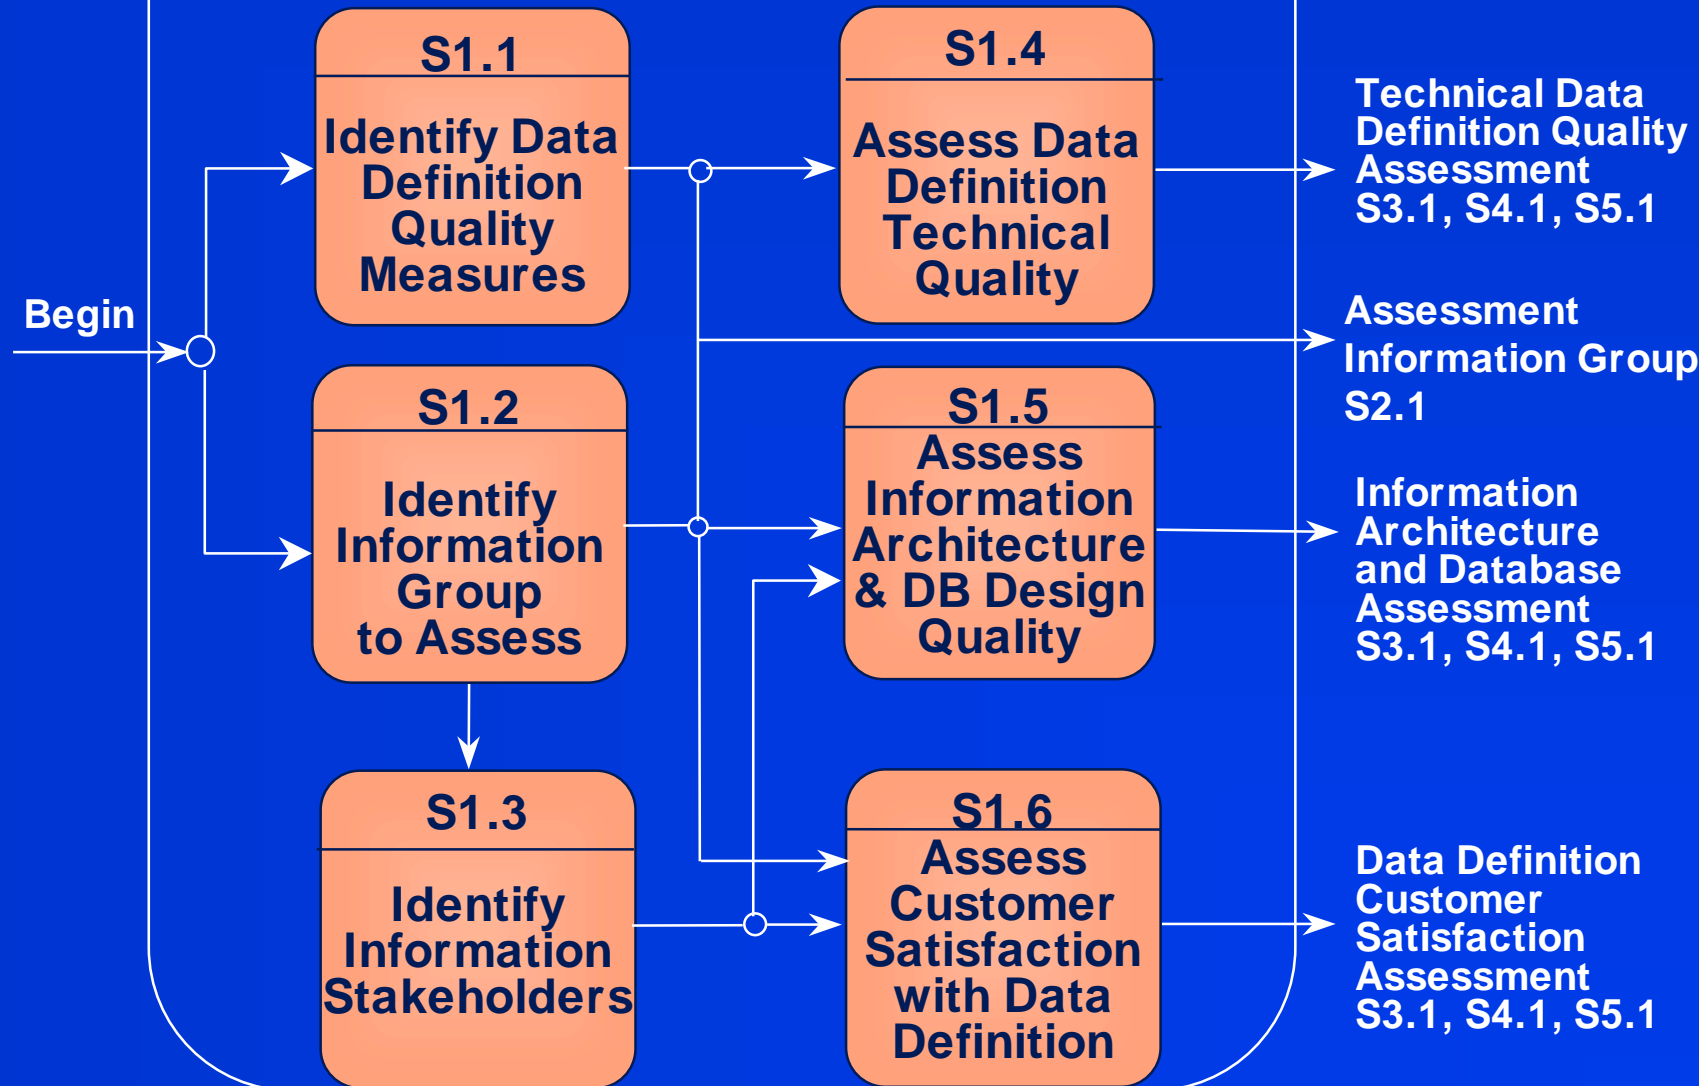 Begin
S1.1
Identify Data
Definition
Quality
Measures
S1.2
Identify
Information
Group
to Assess
S1.3
Identify
Information
Stakeholders
S1.4
Assess Data
Definition
Technical
Quality
S1.5
Assess
Information
Architecture
& DB Design
Quality
S1.6
Assess
Customer
Satisfaction
with Data
Definition
Technical Data
Definition Quality
Assessment
S3.1, S4.1, S5.1
Assessment
Information Group
S2.1
Information
Architecture
and Database
Assessment
S3.1, S4.1, S5.1
Data Definition
Customer
Satisfaction
Assessment
S3.1, S4.1, S5.1